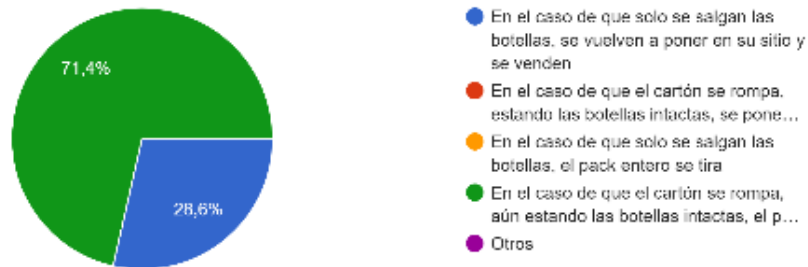 71,4%
28,6%
En el caso de que solo se salgan las
botellas, se vuelven a poner en su sitio y
se venden
En el caso de que el cartón se rompa,
estando las botellas intactas, se pone...
En el caso de que solo se salgan las
botellas, el pack entero se tira
En el caso de que el cartón se rompa,
aún estando las botellas intactas, el p...
Otros